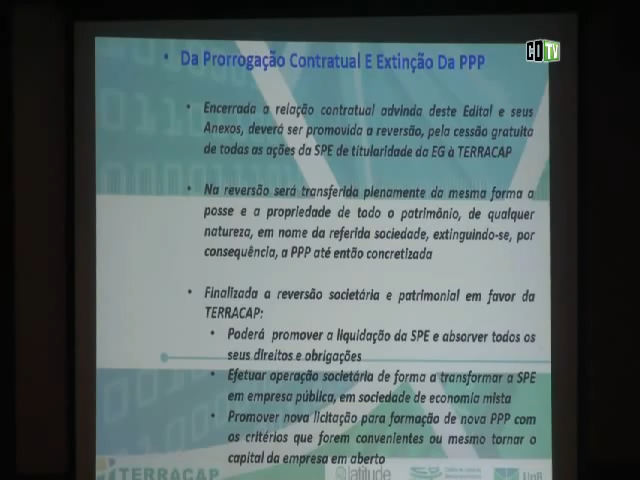 CD TV
• Da Prorrogação Contratual E Extinção Da PPP
• Encerrada a relação contratual advinda deste Edital e seus
Anexos, deverá ser promovida a reversão, pela cessão gratuita
de todas as ações da SPE de titularidade da EG à TERRACAP
• Na reversão será transferida plenamente da mesma forma a
posse e a propriedade de todo o patrimônio, de qualquer
natureza, em nome da referida sociedade, extinguindo-se, por
consequência, a PPP até então concretizada
• Finalizada a reversão societária e patrimonial em favor da
TERRACAP:
• Poderá promover a liquidação da SPE e absorver todos os
seus direitos e obrigações
• Efetuar operação societária de forma a transformar a SPE
em empresa pública, em sociedade de economia mista
• Promover nova licitação para formação de nova PPP com
os critérios que forem convenientes ou mesmo tornar o
capital da empresa em aberto
TERRACAP
latitude
UnB